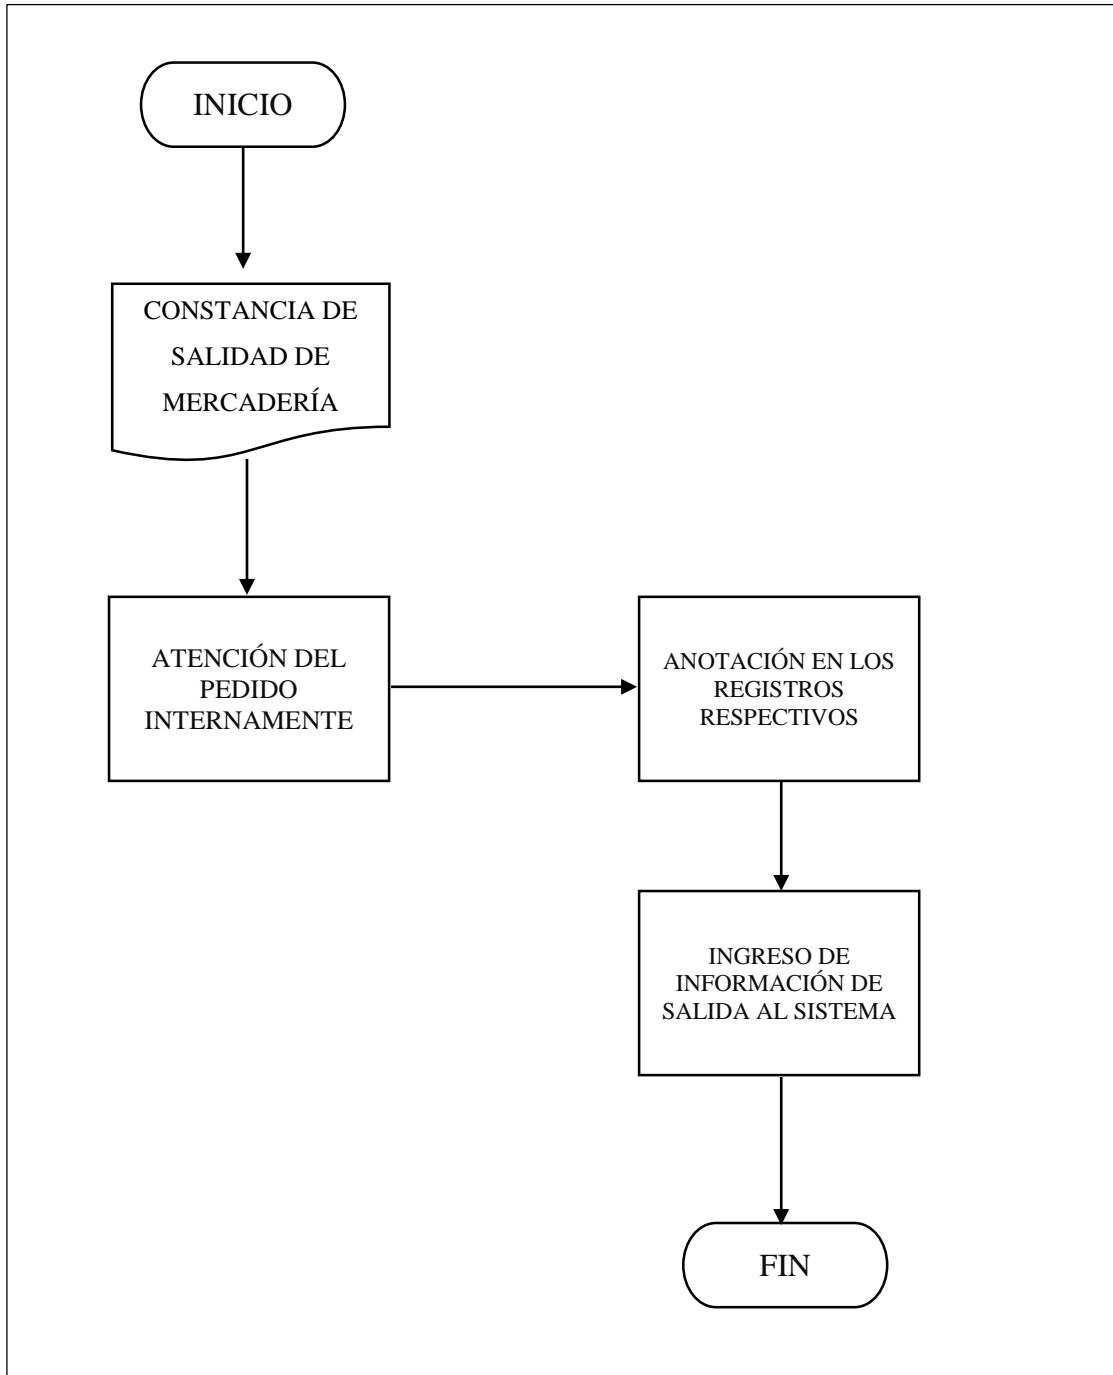 INICIO
CONSTANCIA DE
SALIDAD DE
MERCADERÍA
ATENCIÓN DEL
PEDIDO
INTERNAMENTE
ANOTACIÓN EN LOS
REGISTROS
RESPECTIVOS
INGRESO DE
INFORMACIÓN DE
SALIDA AL SISTEMA
FIN